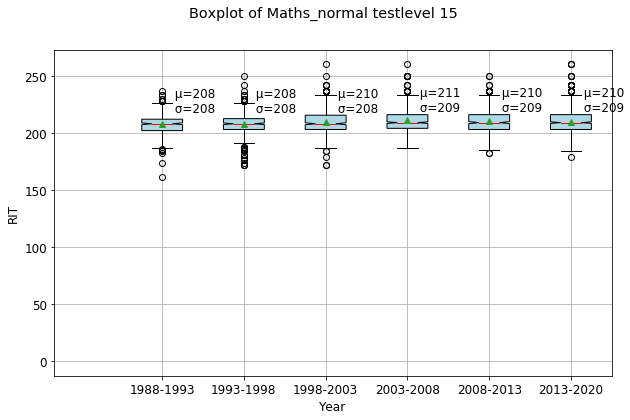 Boxplot of Maths_normal testlevel 15
RIT
250
200
150
100
50
0
μ=208
σ=208
μ=208
σ=208
μ=210
σ=208
μ=211
σ=209
μ=210
σ=209
μ=210
σ=209
1988-1993 1993-1998 1998-2003 2003-2008 2008-2013 2013-2020
Year